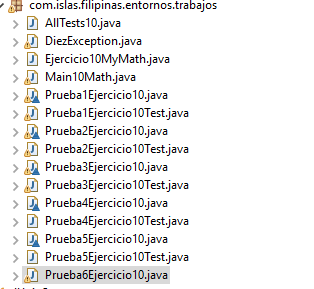 com.islas.filipinas.entornos.trabajos
AllTests10.java
DiezException.java
Ejercicio10MyMath.java
Main10Math.java
Prueba1Ejercicio10.java
Prueba1Ejercicio10Test.java
Prueba2Ejercicio10.java
Prueba2Ejercicio10Test.java
Prueba3Ejercicio10.java
Prueba3Ejercicio10Test.java
Prueba4Ejercicio10.java
Prueba4Ejercicio10Test.java
Prueba5Ejercicio10.java
Prueba5Ejercicio10Test.java
Prueba6Ejercicio10.java